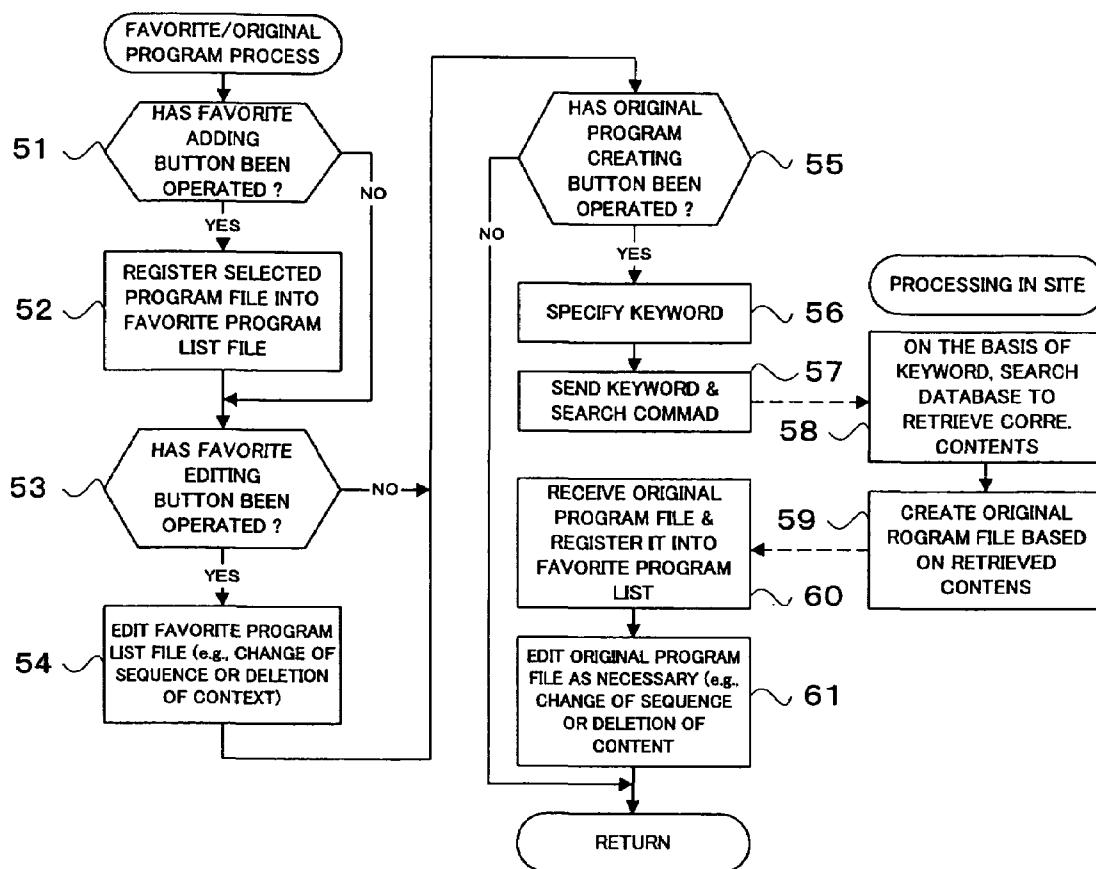 FAVORITE/ORIGINAL
PROGRAM PROCESS
51
HAS FAVORITE
ADDING
BUTTON BEEN
OPERATED ?
NO
YES
52
REGISTER SELECTED
PROGRAM FILE INTO
FAVORITE PROGRAM
LIST FILE
53
HAS FAVORITE
EDITING
BUTTON BEEN
OPERATED ?
NO
YES
54
EDIT FAVORITE PROGRAM
LIST FILE (e.g., CHANGE OF
SEQUENCE OR DELETION
OF CONTEXT)
HAS ORIGINAL
PROGRAM
CREATING
BUTTON BEEN
OPERATED ?
55
NO
YES
SPECIFY KEYWORD
56
SEND KEYWORD &
SEARCH COMMAD
57
PROCESSING IN SITE
ON THE BASIS OF
KEYWORD, SEARCH
DATABASE TO
RETRIEVE CORRE.
CONTENTS
58
59
CREATE ORIGINAL
ROGRAM FILE BASED
ON RETRIEVED
CONTENS
RECEIVE ORIGINAL
PROGRAM FILE &
REGISTER IT INTO
FAVORITE PROGRAM
LIST
60
EDIT ORIGINAL PROGRAM
FILE AS NECESSARY (e.g.,
CHANGE OF SEQUENCE
OR DELETION OF
CONTENT
61
RETURN